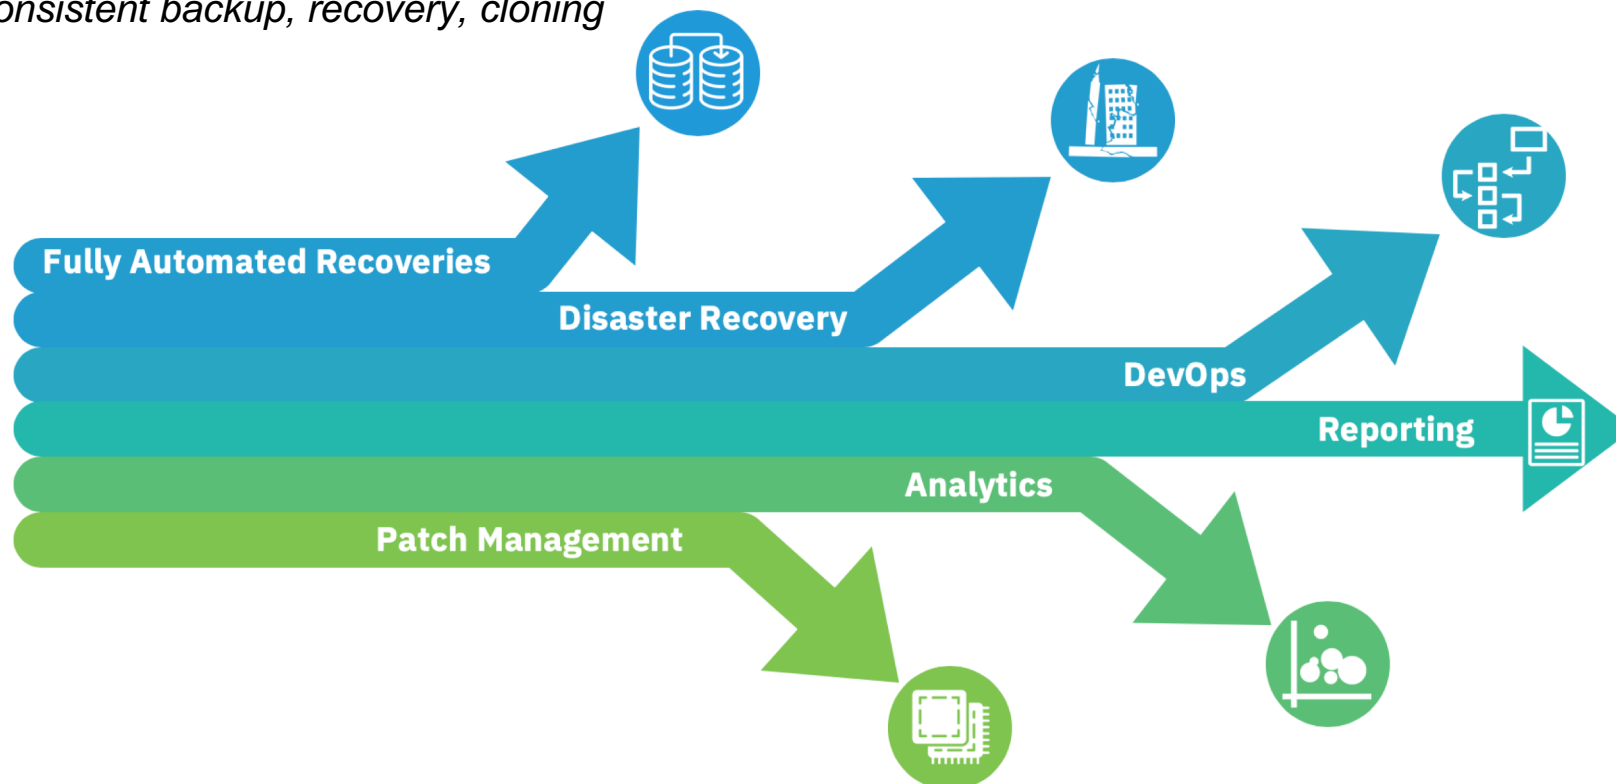 onsistent backup, recovery, cloning
Fully Automated Recoveries
Disaster Recovery
DevOps
Reporting
Analytics
Patch Management